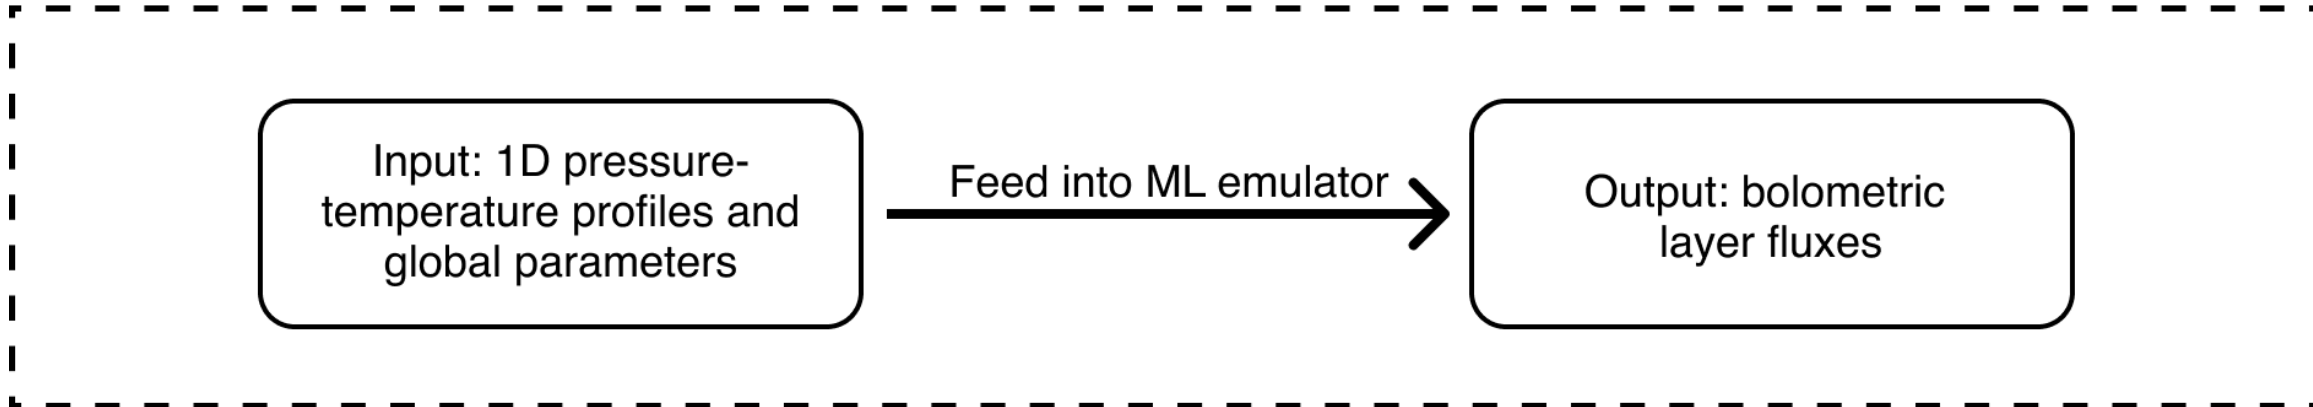 Input: 1D pressure-
temperature profiles and
global parameters
Feed into ML emulator
Output: bolometric
layer fluxes